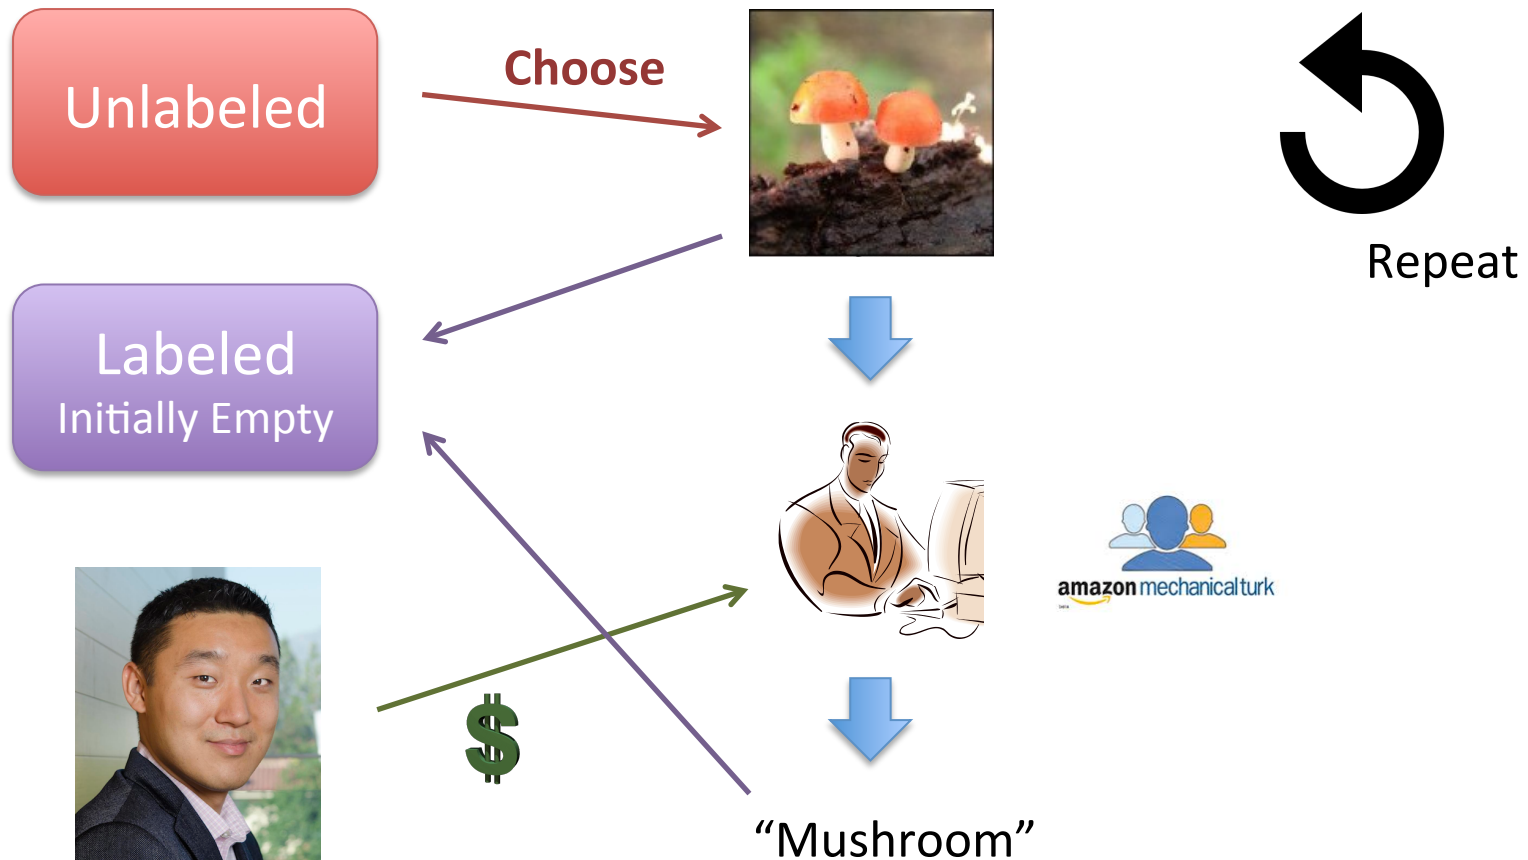 Unlabeled
Choose
Repeat
Labeled
Initially Empty
amazon mechanical turk
$
“Mushroom”